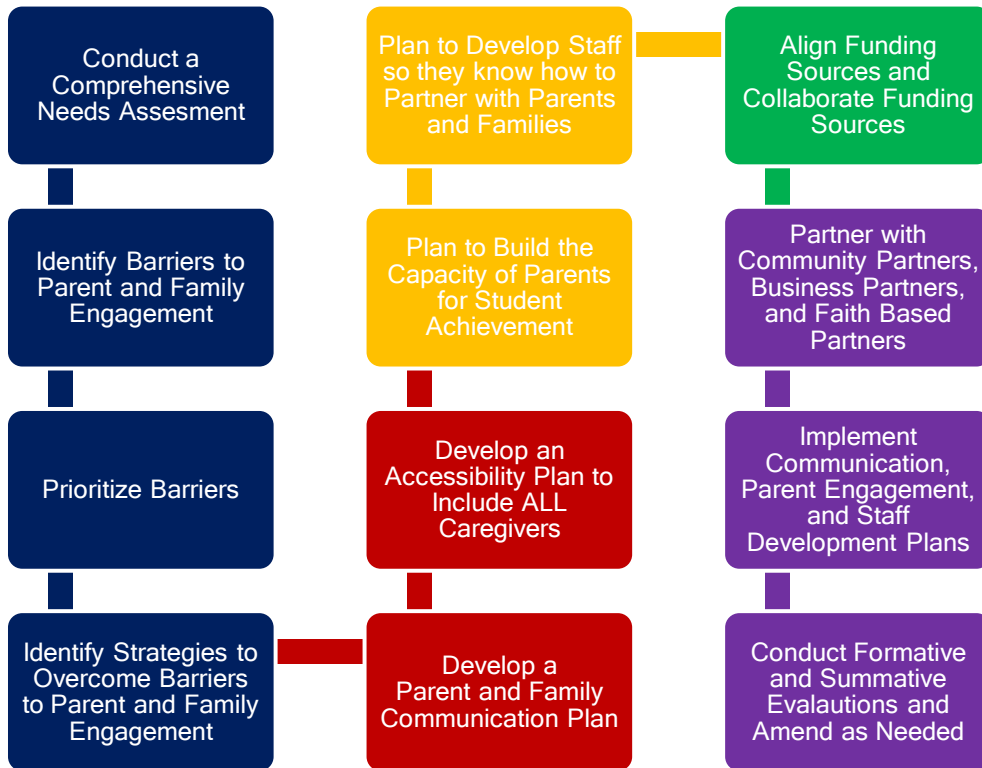 Conduct a
Comprehensive
Needs Assesment
Identify Barriers to
Parent and Family
Engagement
Prioritize Barriers
Identify Strategies to
Overcome Barriers
to Parent and Family
Engagement
Develop a
Parent and Family
Communication Plan
Develop an
Accessibility Plan to
Include ALL
Caregivers
Plan to Build the
Capacity of Parents
for Student
Achievement
Plan to Develop Staff
so they know how to
Partner with Parents
and Families
Align Funding
Sources and
Collaborate Funding
Sources
Partner with
Community Partners,
Business Partners,
and Faith Based
Partners
Implement
Communication,
Parent Engagement,
and Staff
Development Plans
Conduct Formative
and Summative
Evalautions and
Amend as Needed